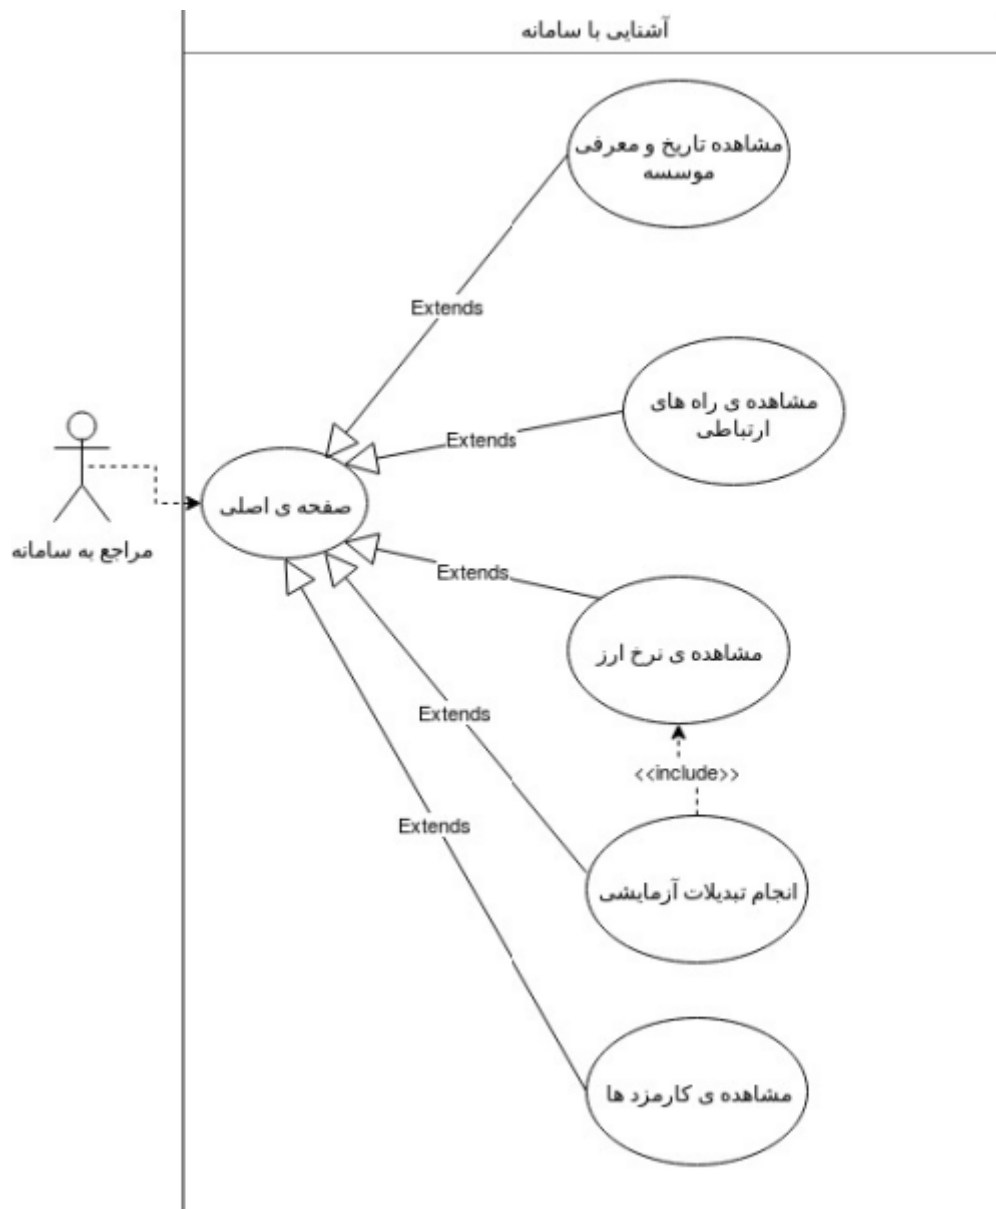 آشنایی با سامانه
مشاهده تاریخ و معرفی
موسسه
Extends
مشاهده ی راه های
ارتباطی
Extends
صفحه ی اصلی
مراجع به سامانه
Extends
مشاهده ی نرخ ارز
Extends
<<include>>
Extends
انجام تبدیلات آزمایشی
مشاهده ی کارمزد ها